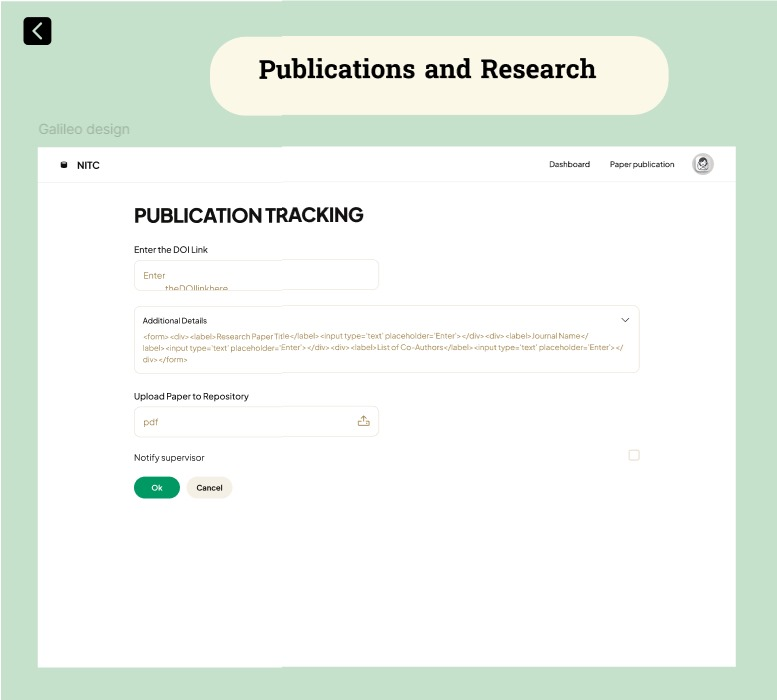 Publications and Research
Galileo design
NITC
Dashboard
Paper publication
PUBLICATION TRACKING
Enter the DOI Link
Enter
theDOIlinkhere
Additional Details
<form><div><label>Research Paper Title</label><input type='text' placeholder='Enter'></div><div><label>Journal Name</
label><input type='text' placeholder='Enter'></div><div><label>List of Co-Authors</label><input type='text' placeholder='Enter'></
div></form>
Upload Paper to Repository
pdf
Notify supervisor
Ok
Cancel